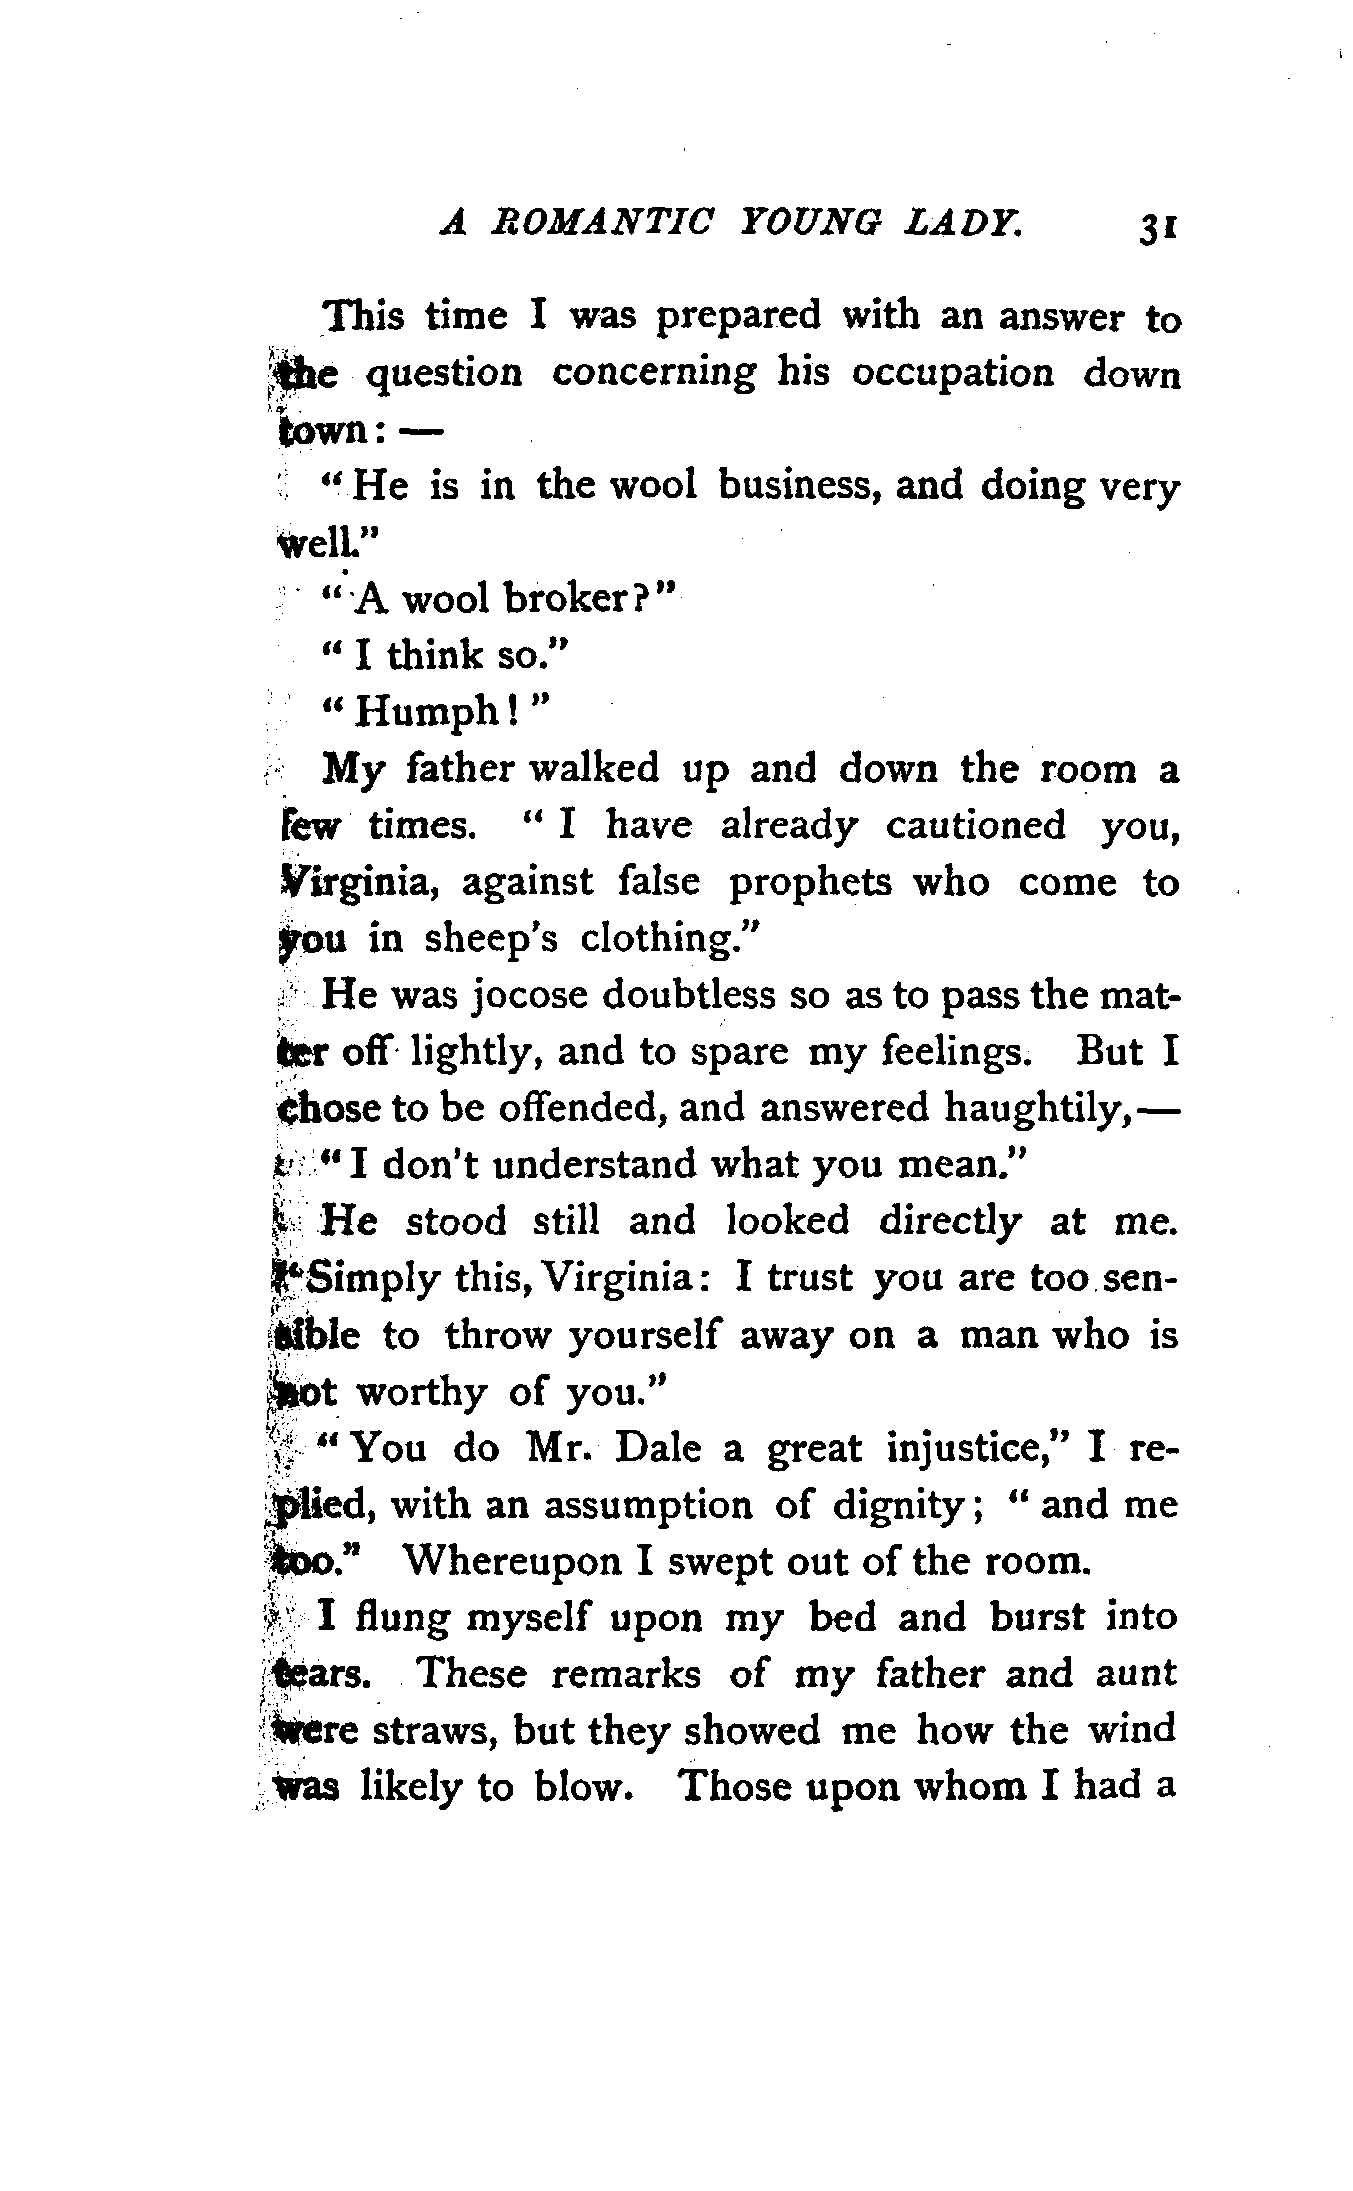 A ROMANTIC YOUNG LADY. 31
This time I was prepared with an answer to
the question concerning his occupation down
town: —
"He is in the wool business, and doing very
well."
"A wool broker?"
"I think so."
"Humph!"
My father walked up and down the room a
few times. "I have already cautioned you,
Virginia, against false prophets who come to
you in sheep's clothing."
He was jocose doubtless so as to pass the mat-
ter off lightly, and to spare my feelings. But I
chose to be offended, and answered haughtily,—
"I don't understand what you mean."
He stood still and looked directly at me.
"Simply this, Virginia: I trust you are too sen-
sible to throw yourself away on a man who is
not worthy of you."
"You do Mr. Dale a great injustice," I re-
plied, with an assumption of dignity; "and me
too." Whereupon I swept out of the room.
I flung myself upon my bed and burst into
tears. These remarks of my father and aunt
were straws, but they showed me how the wind
was likely to blow. Those upon whom I had a